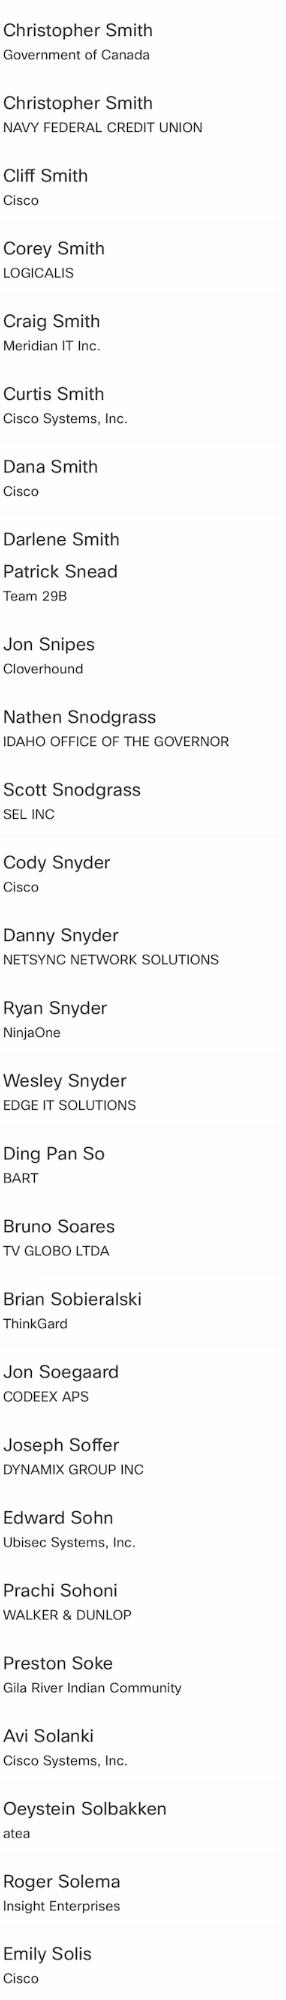 Christopher Smith
Government of Canada
Christopher Smith
NAVY FEDERAL CREDIT UNION
Cliff Smith
Cisco
Corey Smith
LOGICALIS
Craig Smith
Meridian IT Inc.
Curtis Smith
Cisco Systems, Inc.
Dana Smith
Cisco
Darlene Smith
Patrick Snead
Team 29B
Jon Snipes
Cloverhound
Nathen Snodgrass
IDAHO OFFICE OF THE GOVERNOR
Scott Snodgrass
SEL INC
Cody Snyder
Cisco
Danny Snyder
NETSYNC NETWORK SOLUTIONS
Ryan Snyder
NinjaOne
Wesley Snyder
EDGE IT SOLUTIONS
Ding Pan So
BART
Bruno Soares
TV GLOBO LTDA
Brian Sobieralski
ThinkGard
Jon Soegaard
CODEEX APS
Joseph Soffer
DYNAMIX GROUP INC
Edward Sohn
Ubisec Systems, Inc.
Prachi Sohoni
WALKER & DUNLOP
Preston Soke
Gila River Indian Community
Avi Solanki
Cisco Systems, Inc.
Oeystein Solbakken
atea
Roger Solema
Insight Enterprises
Emily Solis
Cisco